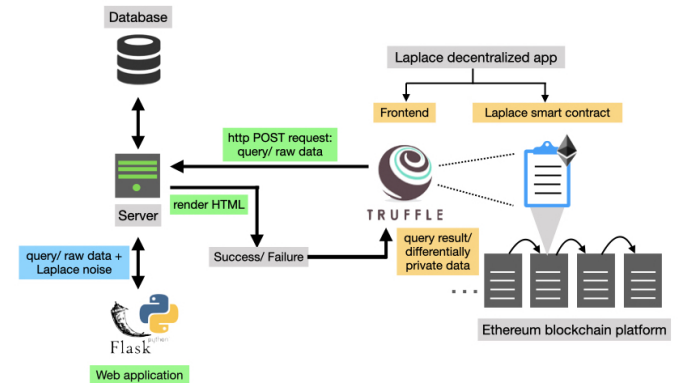 Database
Laplace decentralized app
Frontend
Laplace smart contract
http POST request:
query/ raw data
Server
render HTML
TRUFFLE
Success/ Failure
query result/
differentially
private data
query/ raw data +
Laplace noise
...
Ethereum blockchain platform
Flask
python
Web application